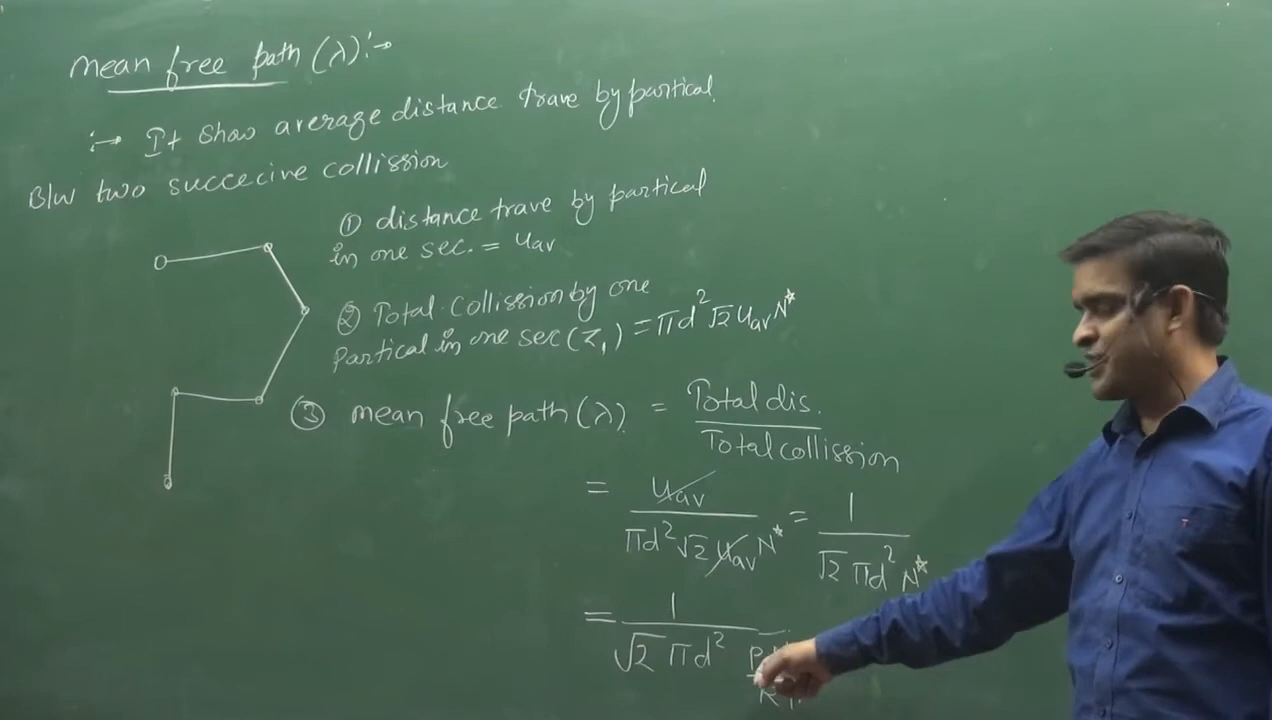 mean free path (λ):→
:→ It show average distance trave by partical.
B/w two succecive collission
① distance trave by partical
in one sec. = uav
② Total collission by one
Partical in one sec (Z₁) = πd²√2 uav N*
③ mean free path (λ) = Total dis. / Total collission
= uav / πd²√2 uav N* = 1 / √2 πd² N*
= 1 / √2 πd²